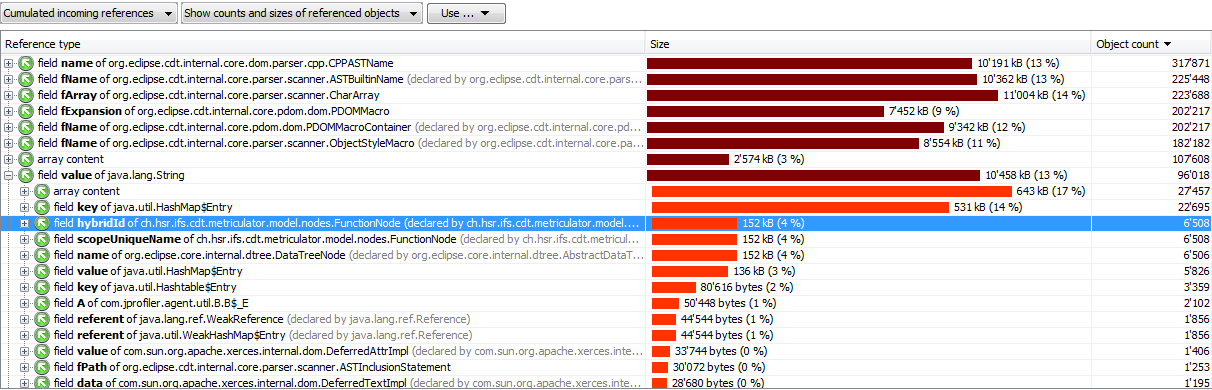 Cumulated incoming references Show counts and sizes of referenced objects Use ...
Reference type Size Object count
field name of org.eclipse.cdt.internal.core.dom.parser.cpp.CPPASTName 10'191 kB (13 %) 317'871
field fName of org.eclipse.cdt.internal.core.parser.scanner.ASTBuiltinName (declared by org.eclipse.cdt.internal.core.pars... 10'362 kB (13 %) 225'448
field fArray of org.eclipse.cdt.internal.core.parser.scanner.CharArray 11'004 kB (14 %) 223'688
field fExpansion of org.eclipse.cdt.internal.core.pdom.dom.PDOMMacro 7'452 kB (9 %) 202'217
field fName of org.eclipse.cdt.internal.core.pdom.dom.PDOMMacroContainer (declared by org.eclipse.cdt.internal.core.pd... 9'342 kB (12 %) 202'217
field fName of org.eclipse.cdt.internal.core.parser.scanner.ObjectStyleMacro (declared by org.eclipse.cdt.internal.core.pa... 8'554 kB (11 %) 182'182
array content 2'574 kB (3 %) 107'608
field value of java.lang.String 10'458 kB (13 %) 96'018
array content 643 kB (17 %) 27'457
field key of java.util.HashMap$Entry 531 kB (14 %) 22'695
field hybridId of ch.hsr.ifs.cdt.metriculator.model.nodes.FunctionNode (declared by ch.hsr.ifs.cdt.metriculator.model.... 152 kB (4 %) 6'508
field scopeUniqueName of ch.hsr.ifs.cdt.metriculator.model.nodes.FunctionNode (declared by ch.hsr.ifs.cdt.metriculator.... 152 kB (4 %) 6'508
field name of org.eclipse.core.internal.dtree.DataTreeNode (declared by org.eclipse.core.internal.dtree.AbstractDataT... 152 kB (4 %) 6'506
field value of java.util.HashMap$Entry 136 kB (3 %) 5'826
field key of java.util.Hashtable$Entry 80'616 bytes (2 %) 3'359
field A of com.jprofiler.agent.util.B.B$_E 50'448 bytes (1 %) 2'102
field referent of java.lang.ref.WeakReference (declared by java.lang.ref.Reference) 44'544 bytes (1 %) 1'856
field referent of java.util.WeakHashMap$Entry (declared by java.lang.ref.Reference) 44'544 bytes (1 %) 1'856
field value of com.sun.org.apache.xerces.internal.dom.DeferredAttrImpl (declared by com.sun.org.apache.xerces.inte... 33'744 bytes (0 %) 1'406
field fPath of org.eclipse.cdt.internal.core.parser.scanner.ASTInclusionStatement 30'072 bytes (0 %) 1'253
field data of com.sun.org.apache.xerces.internal.dom.DeferredTextImpl (declared by com.sun.org.apache.xerces.inter... 28'680 bytes (0 %) 1'195